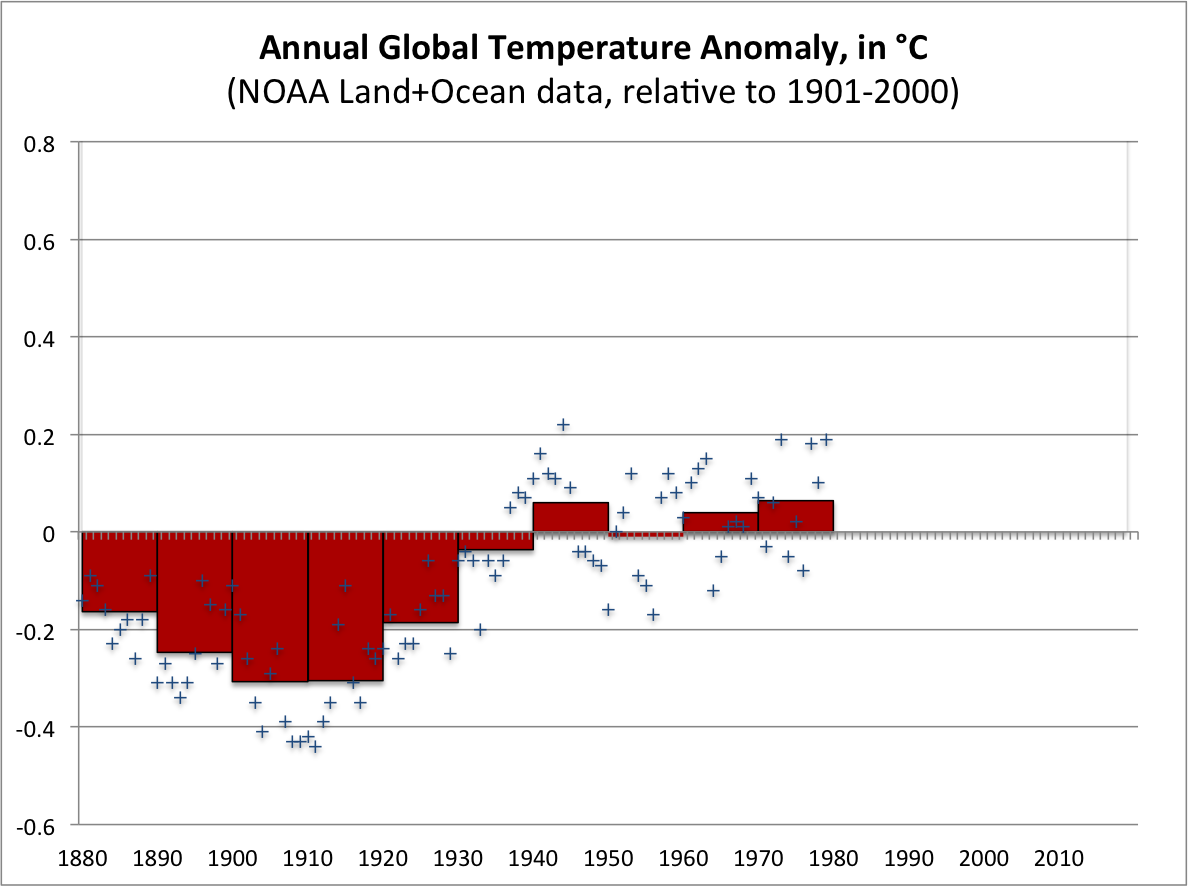 Annual Global Temperature Anomaly, in °C
(NOAA Land+Ocean data, relative to 1901-2000)
0.8
0.6
0.4
0.2
0
-0.2
-0.4
-0.6
1880 1890 1900 1910 1920 1930 1940 1950 1960 1970 1980 1990 2000 2010